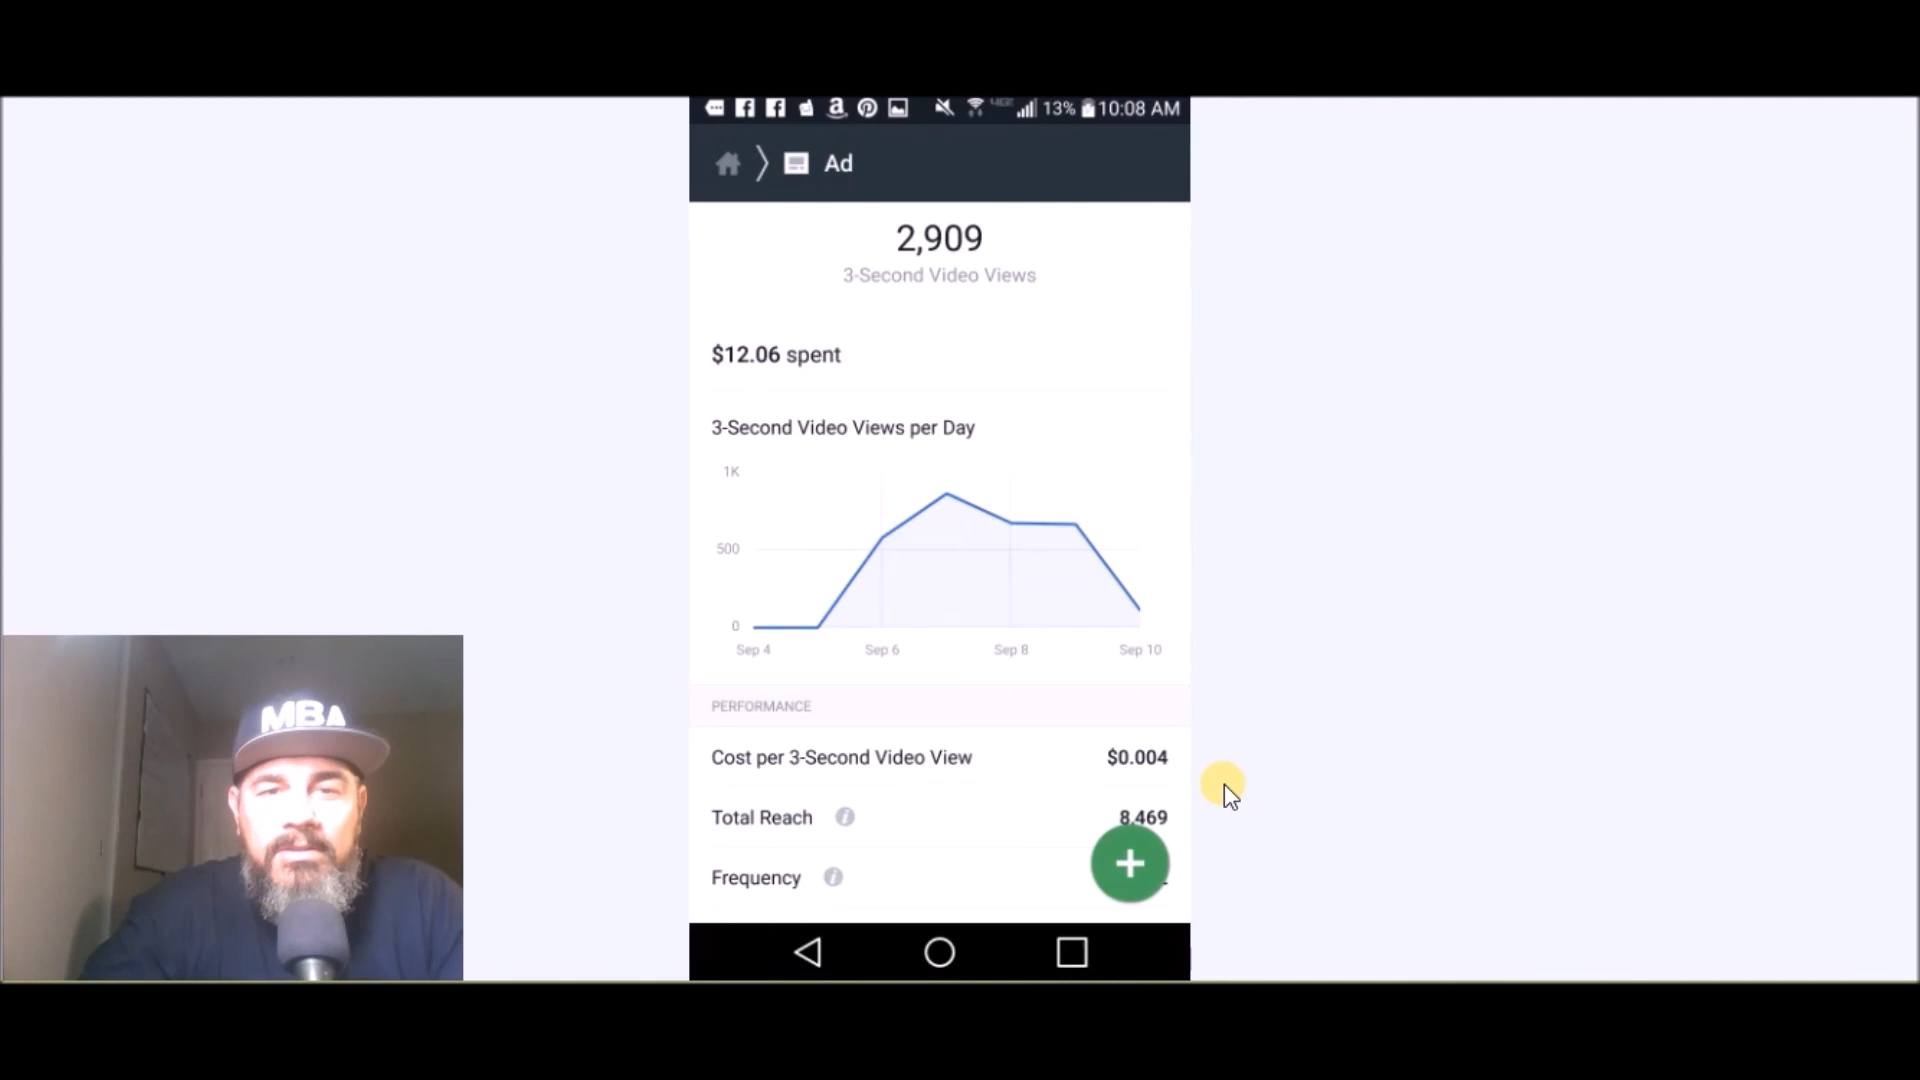 13% 10:08 AM
Ad
2,909
3-Second Video Views
$12.06 spent
3-Second Video Views per Day
1K
500
0
Sep 4 Sep 6 Sep 8 Sep 10
PERFORMANCE
Cost per 3-Second Video View $0.004
Total Reach 8,469
Frequency
MBA